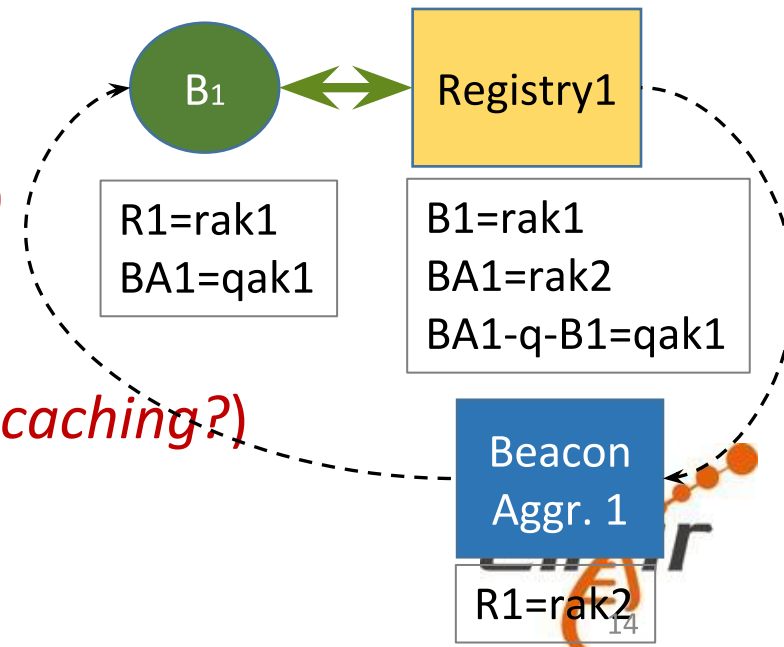 B1
Registry1
R1=rak1
BA1=qak1
B1=rak1
BA1=rak2
BA1-q-B1=qak1
caching?)
Beacon
Aggr. 1
R1=rak2
14